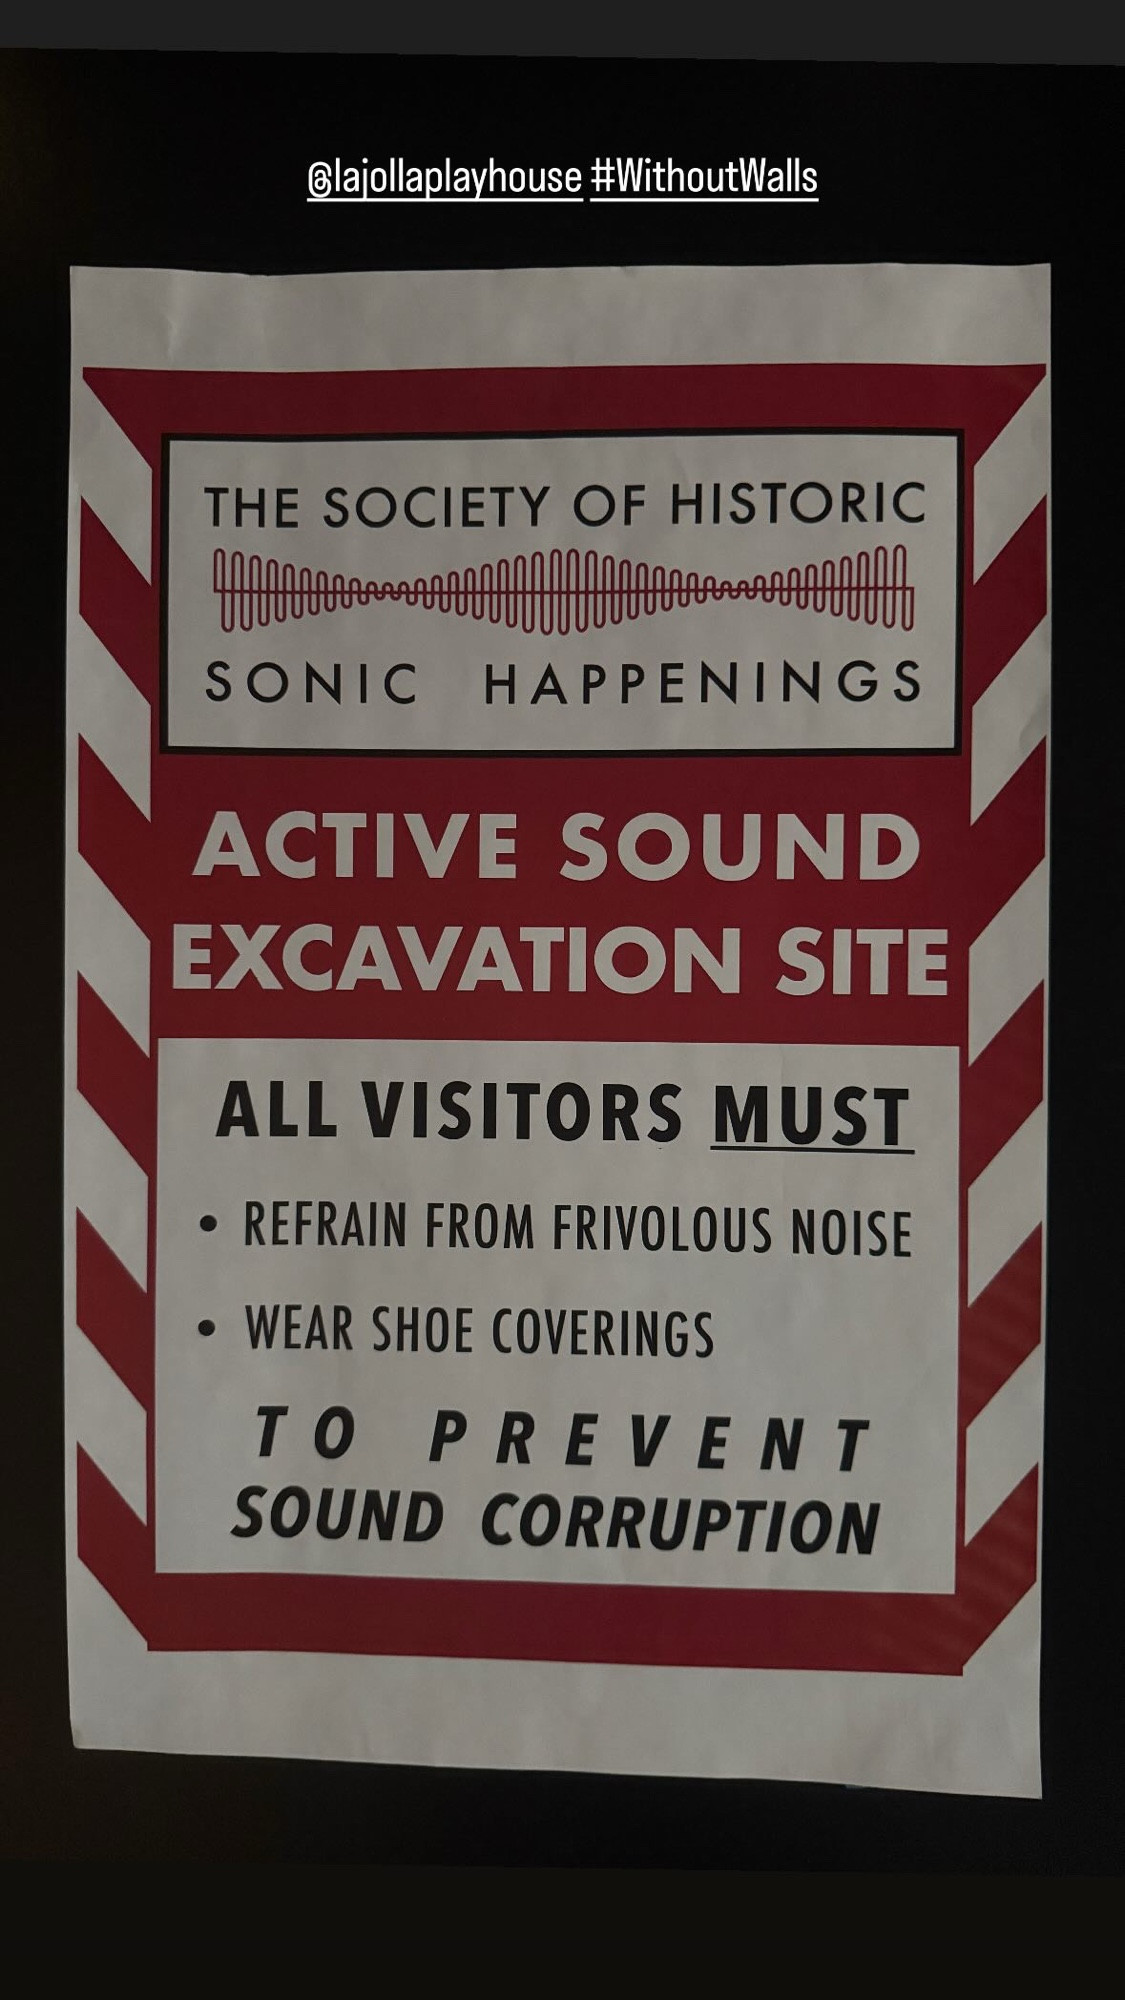 @lajollaplayhouse #WithoutWalls
THE SOCIETY OF HISTORIC
SONIC HAPPENINGS
ACTIVE SOUND
EXCAVATION SITE
ALL VISITORS MUST
• REFRAIN FROM FRIVOLOUS NOISE
• WEAR SHOE COVERINGS
TO PREVENT
SOUND CORRUPTION